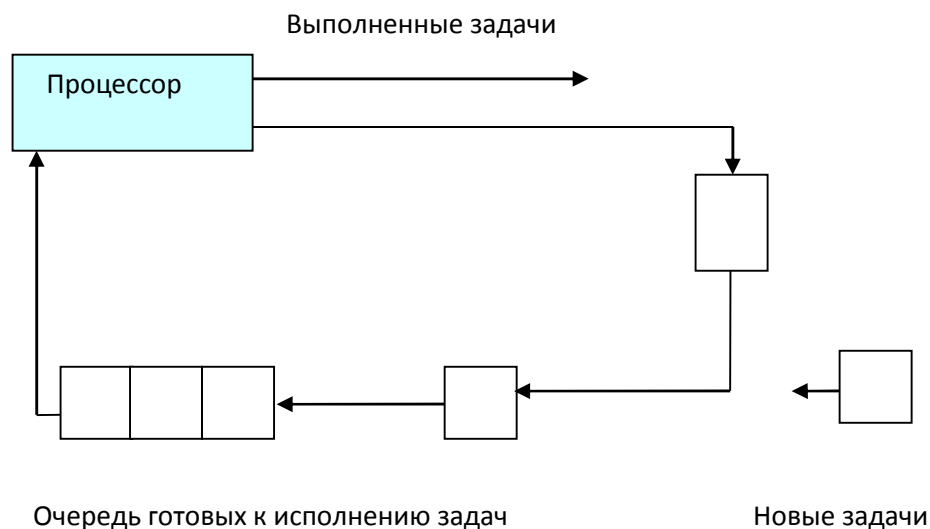 Выполненные задачи
Процессор
Очередь готовых к исполнению задач
Новые задачи